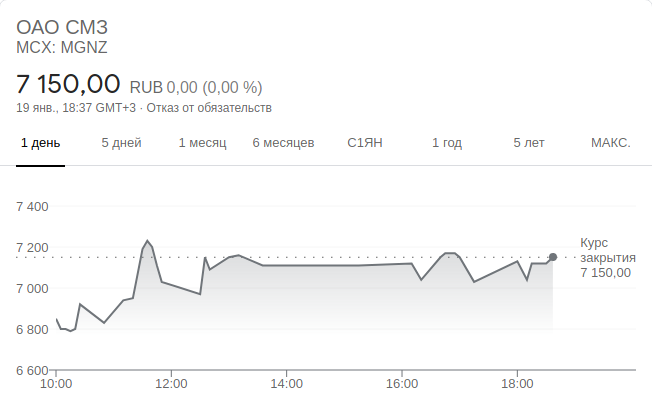 ОАО СМЗ
MCX: MGNZ
7 150,00 RUB 0,00 (0,00 %)
19 янв., 18:37 GMT+3 · Отказ от обязательств
1 день 5 дней 1 месяц 6 месяцев С1ЯН 1 год 5 лет МАКС.
7 400
7 200
7 000
6 800
6 600
Курс
закрытия
7 150,00
10:00 12:00 14:00 16:00 18:00